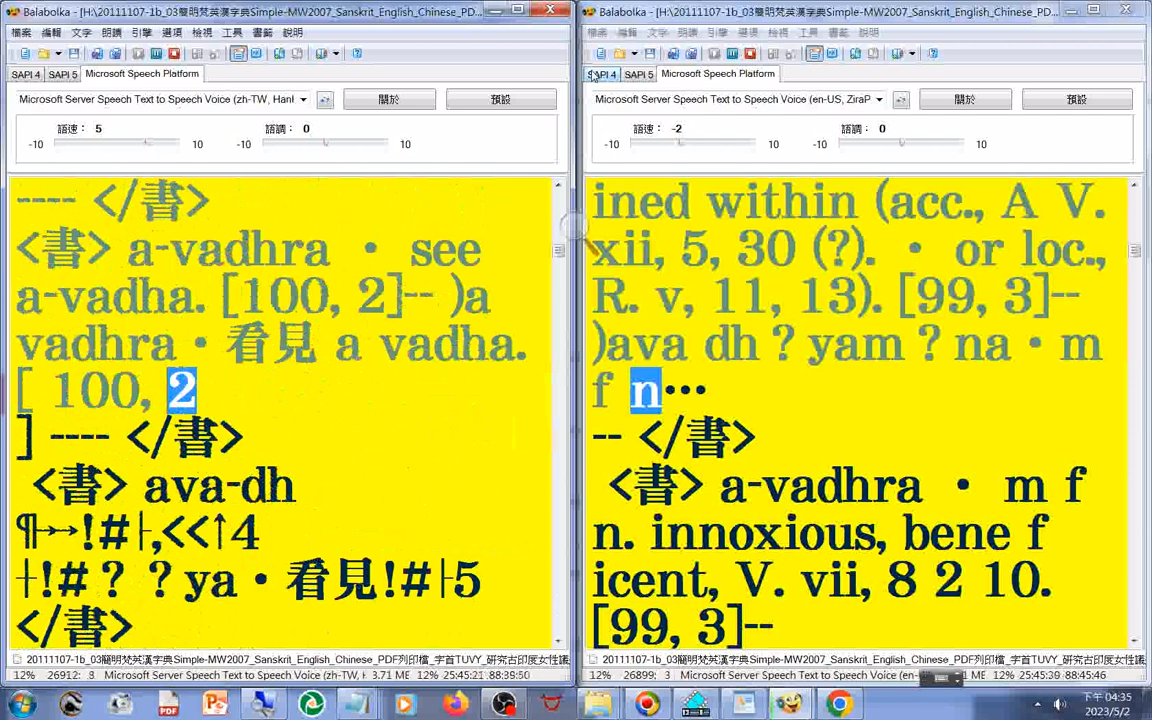 Balabolka - [H:\20111107-1b_03簡明梵英漢字典Simple-MW2007_Sanskrit_English_Chinese_PD...
檔案 編輯 文字 朗讀 引擎 選項 檢視 工具 書籤 說明
SAPI 4 SAPI 5 Microsoft Speech Platform
Microsoft Server Speech Text to Speech Voice (zh-TW, HanH 關於 預設
語速： 5 語調： 0
-10 10 -10 10
---- </書>
<書> a-vadhra • see
a-vadha. [100, 2]-- )a
vadhra • 看見 a vadha.
[ 100, 2
] ---- </書>
<書> ava-dh
¶➳!#├,<<↑4
┼!#？？ya • 看見!#├5
</書>
20111107-1b_03簡明梵英漢字典Simple-MW2007_Sanskrit_English_Chinese_PDF列印檔_字首TUVY_研究古印度女性議
12% 26912: 8 Microsoft Server Speech Text to Speech Voice (zh-TW, H 3.71 ME 12% 25:45:21 88:39:50
Balabolka - [H:\20111107-1b_03簡明梵英漢字典Simple-MW2007_Sanskrit_English_Chinese_PDF...
檔案 編輯 文字 朗讀 引擎 選項 檢視 工具 書籤 說明
SAPI 4 SAPI 5 Microsoft Speech Platform
Microsoft Server Speech Text to Speech Voice (en-US, ZiraP 關於 預設
語速： -2 語調： 0
-10 10 -10 10
ined within (acc., A V.
xii, 5, 30 (?). • or loc.,
R. v, 11, 13). [99, 3]--
)ava dh？yam？na • m
f n•••
-- </書>
<書> a-vadhra • m f
n. innoxious, bene f
icent, V. vii, 8 2 10.
[99, 3]--
20111107-1b_03簡明梵英漢字典Simple-MW2007_Sanskrit_English_Chinese_PDF列印檔_字首TUVY_研究古印度女性議
12% 26899: 3 Microsoft Server Speech Text to Speech Voice (en- ME 12% 25:45:39 88:45:46
下午 04:35
2023/5/2